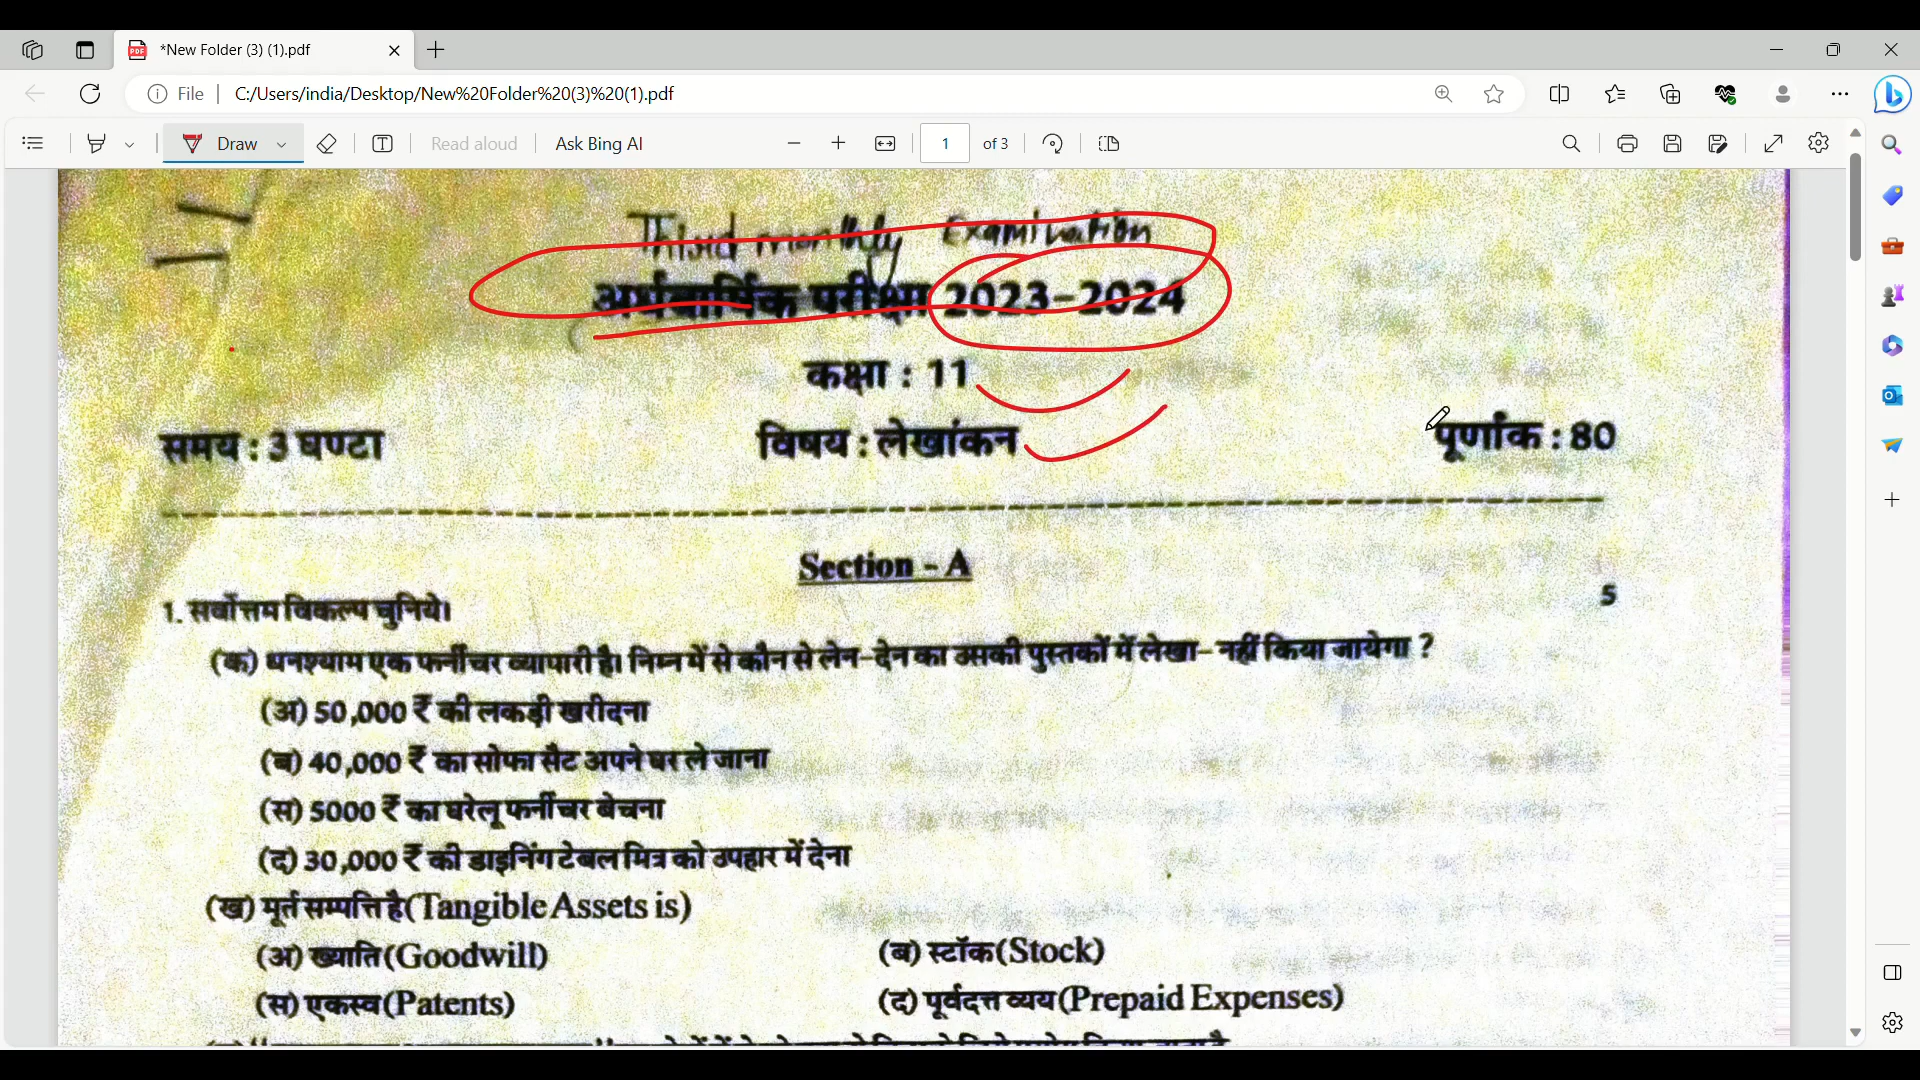 *New Folder (3) (1).pdf
File
C:/Users/india/Desktop/New%20Folder%20(3)%20(1).pdf
Draw
Read aloud
Ask Bing AI
1 of 3
Third monthly Examination
अर्धवार्षिक परीक्षा 2023-2024
कक्षा : 11
समय : 3 घण्टा विषय : लेखांकन पूर्णांक : 80
Section - A
5
1. सर्वोत्तम विकल्प चुनिये।
(क) धनश्याम एक फर्नीचर व्यापारी है। निम्न में से कौन से लेन-देन का उसकी पुस्तकों में लेखा- नहीं किया जायेगा ?
(अ) 50,000 ₹ की लकड़ी खरीदना
(ब) 40,000 ₹ का सोफा सैट अपने घर ले जाना
(स) 5000 ₹ का घरेलू फर्नीचर बेचना
(द) 30,000 ₹ की डाइनिंग टेबल मित्र को उपहार में देना
(ख) मूर्त सम्पत्ति है (Tangible Assets is)
(अ) ख्याति (Goodwill) (ब) स्टॉक (Stock)
(स) एकस्व (Patents) (द) पूर्वदत्त व्यय (Prepaid Expenses)